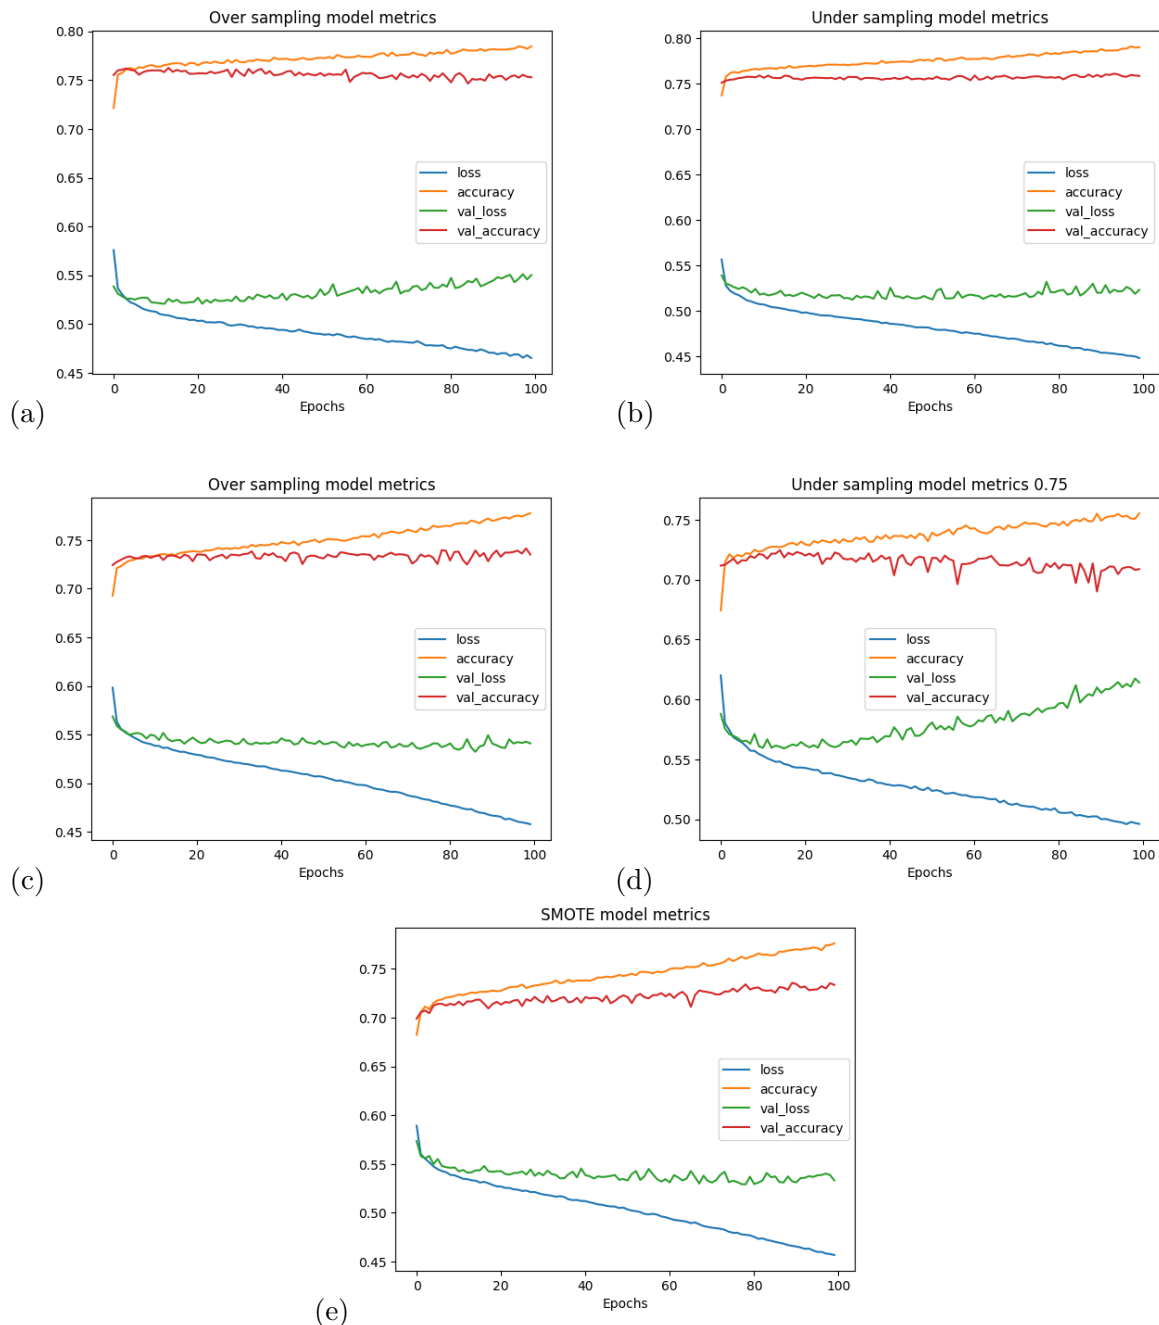 Over sampling model metrics
0.80
0.75
0.70
0.65
0.60
0.55
0.50
0.45
loss
accuracy
val_loss
val_accuracy
0 20 40 60 80 100
Epochs
(a)
Under sampling model metrics
0.80
0.75
0.70
0.65
0.60
0.55
0.50
0.45
loss
accuracy
val_loss
val_accuracy
0 20 40 60 80 100
Epochs
(b)
Over sampling model metrics
0.75
0.70
0.65
0.60
0.55
0.50
0.45
loss
accuracy
val_loss
val_accuracy
0 20 40 60 80 100
Epochs
(c)
Under sampling model metrics 0.75
0.75
0.70
0.65
0.60
0.55
0.50
loss
accuracy
val_loss
val_accuracy
0 20 40 60 80 100
Epochs
(d)
SMOTE model metrics
0.75
0.70
0.65
0.60
0.55
0.50
0.45
loss
accuracy
val_loss
val_accuracy
0 20 40 60 80 100
Epochs
(e)